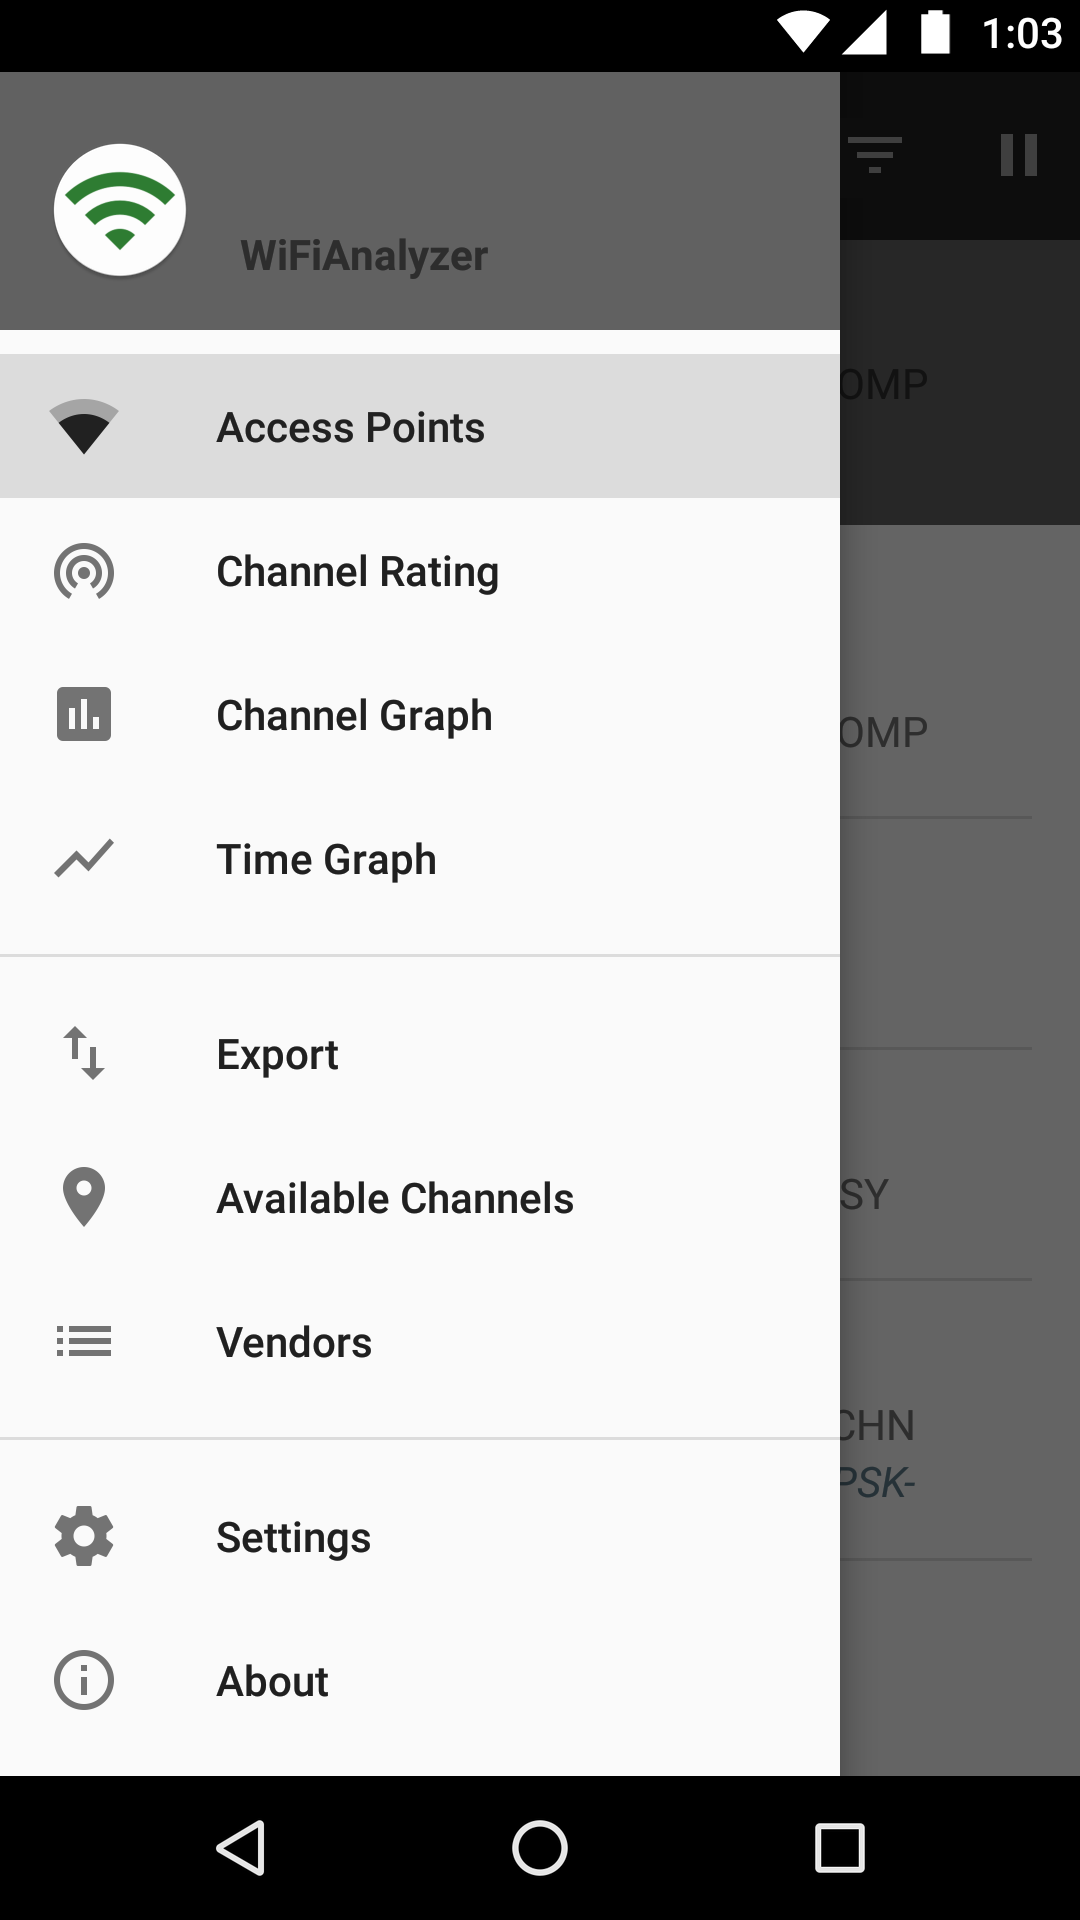 1:03
WiFiAnalyzer
OMP
Access Points
Channel Rating
Channel Graph
OMP
Time Graph
Export
Available Channels
SY
Vendors
CHN
PSK-
Settings
About